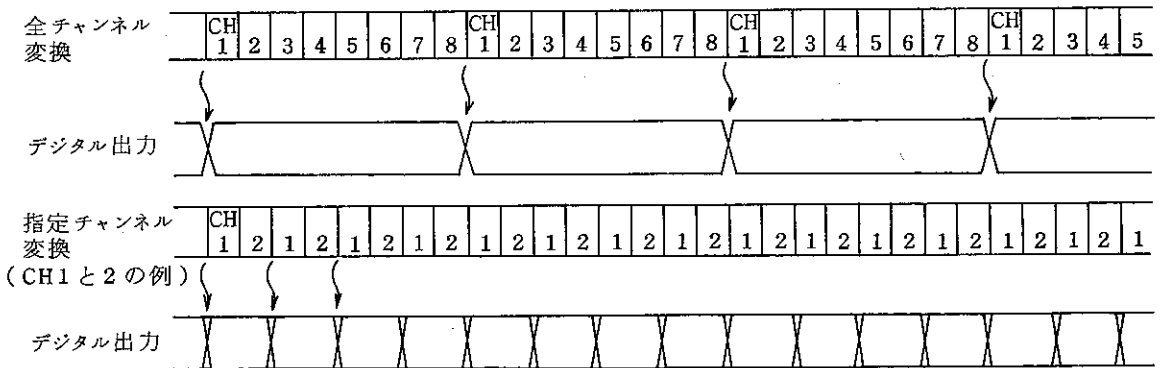 全チャンネル
変換
CH CH CH CH
1 2 3 4 5 6 7 8 1 2 3 4 5 6 7 8 1 2 3 4 5 6 7 8 1 2 3 4 5
デジタル出力
指定チャンネル
変換
(CH1と2の例)
CH CH CH
1 2 1 2 1 2 1 2 1 2 1 2 1 2 1 2 1 2 1 2 1 2 1 2 1 2 1 2 1
デジタル出力